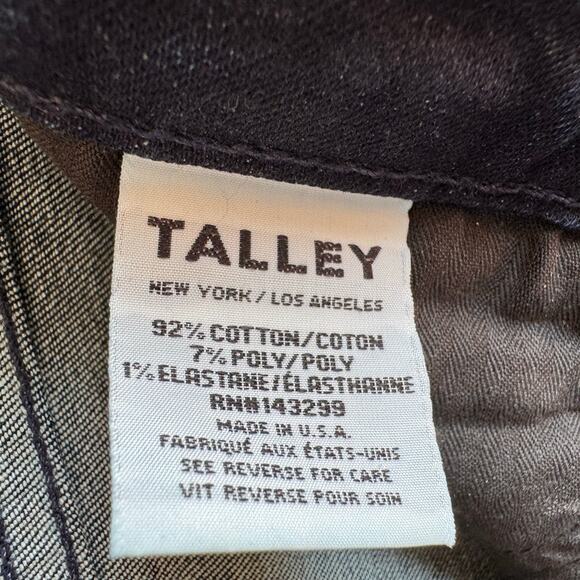 TALLEY
NEW YORK/LOS ANGELES
92% COTTON/COTON
7% POLY/POLY
1% ELASTANE/ÉLASTHANNE
RN#143299
MADE IN U.S.A.
FABRIQUÉ AUX ÉTATS-UNIS
SEE REVERSE FOR CARE
VIT REVERSE POUR SOIN